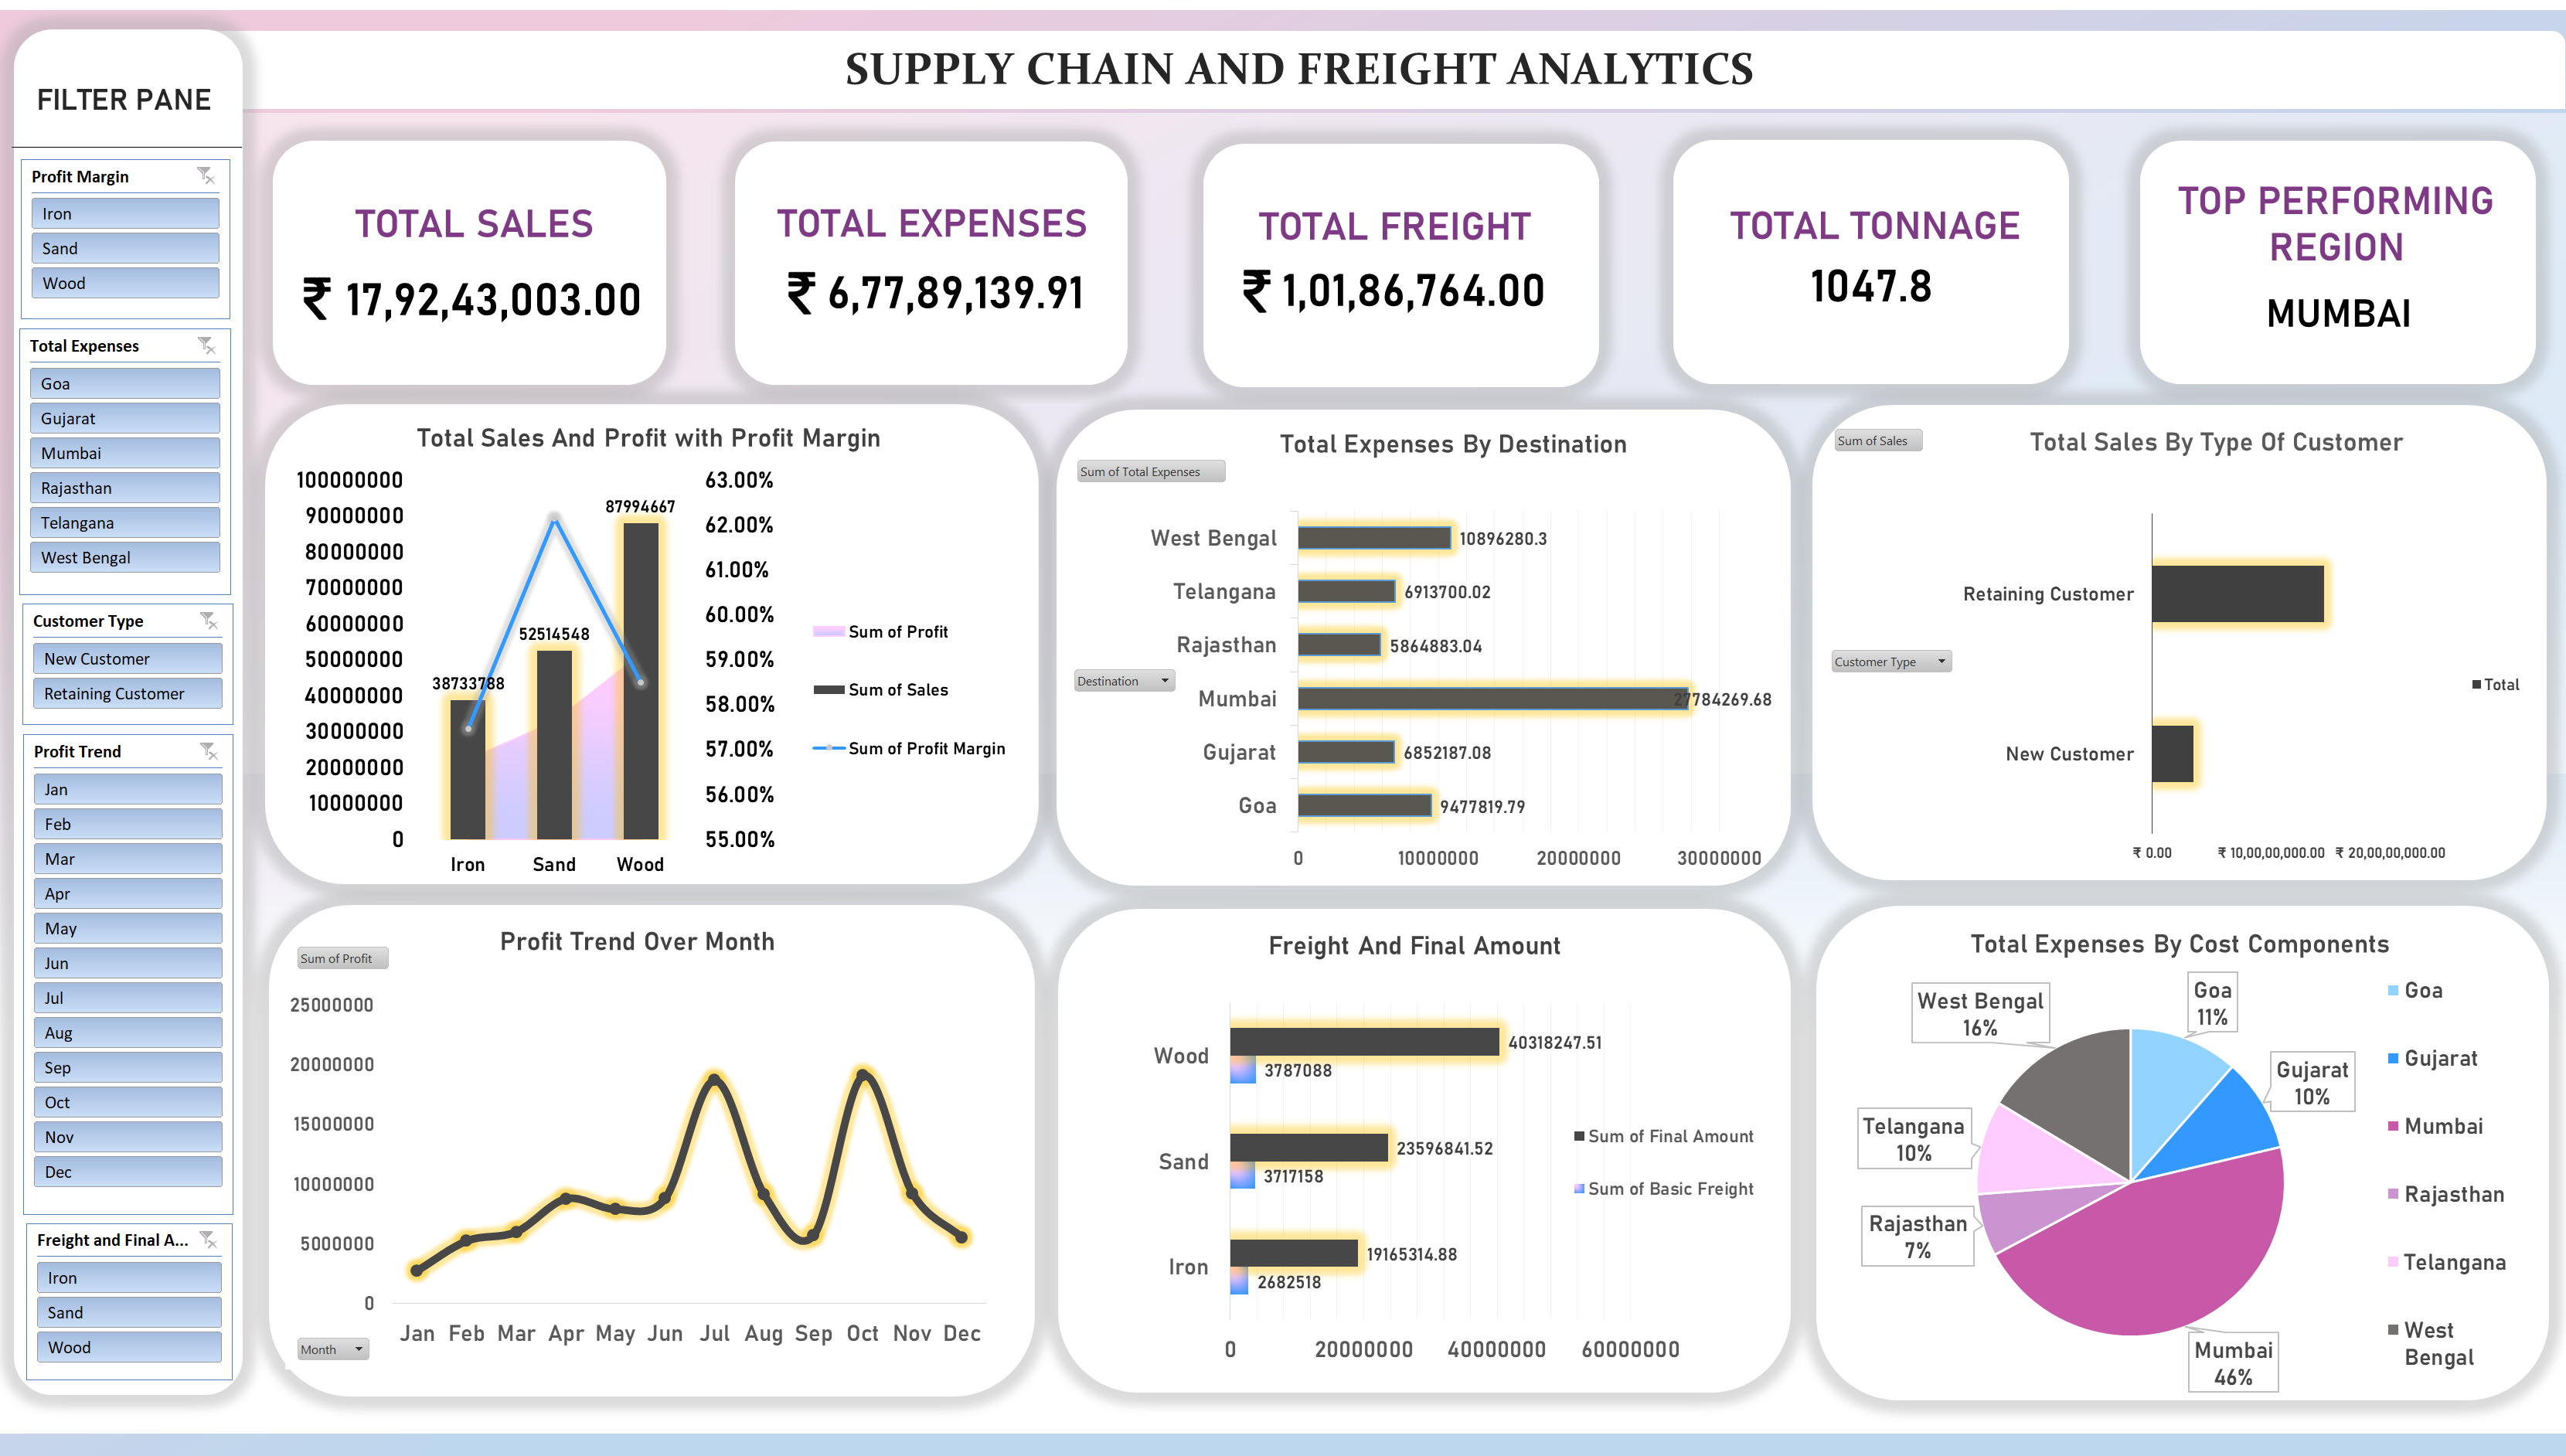 SUPPLY CHAIN AND FREIGHT ANALYTICS
FILTER PANE
Profit Margin
Iron
Sand
Wood
Total Expenses
Goa
Gujarat
Mumbai
Rajasthan
Telangana
West Bengal
Customer Type
New Customer
Retaining Customer
Profit Trend
Jan
Feb
Mar
Apr
May
Jun
Jul
Aug
Sep
Oct
Nov
Dec
Freight and Final A...
Iron
Sand
Wood
TOTAL SALES
₹ 17,92,43,003.00
TOTAL EXPENSES
₹ 6,77,89,139.91
TOTAL FREIGHT
₹ 1,01,86,764.00
TOTAL TONNAGE
1047.8
TOP PERFORMING
REGION
MUMBAI
Total Sales And Profit with Profit Margin
100000000
90000000
80000000
70000000
60000000
50000000
40000000
30000000
20000000
10000000
0
38733788
52514548
87994667
Iron Sand Wood
63.00%
62.00%
61.00%
60.00%
59.00%
58.00%
57.00%
56.00%
55.00%
Sum of Profit
Sum of Sales
Sum of Profit Margin
Total Expenses By Destination
Sum of Total Expenses
Destination
West Bengal 10896280.3
Telangana 6913700.02
Rajasthan 5864883.04
Mumbai 27784269.68
Gujarat 6852187.08
Goa 9477819.79
0 10000000 20000000 30000000
Sum of Sales
Total Sales By Type Of Customer
Retaining Customer
Customer Type
Total
New Customer
₹ 0.00 ₹ 10,00,00,000.00 ₹ 20,00,00,000.00
Profit Trend Over Month
Sum of Profit
25000000
20000000
15000000
10000000
5000000
0
Jan Feb Mar Apr May Jun Jul Aug Sep Oct Nov Dec
Month
Freight And Final Amount
Wood 40318247.51
3787088
Sand 23596841.52
3717158
Iron 19165314.88
2682518
0 20000000 40000000 60000000
Sum of Final Amount
Sum of Basic Freight
Total Expenses By Cost Components
West Bengal
16%
Goa
11%
Gujarat
10%
Telangana
10%
Rajasthan
7%
Mumbai
46%
Goa
Gujarat
Mumbai
Rajasthan
Telangana
West
Bengal